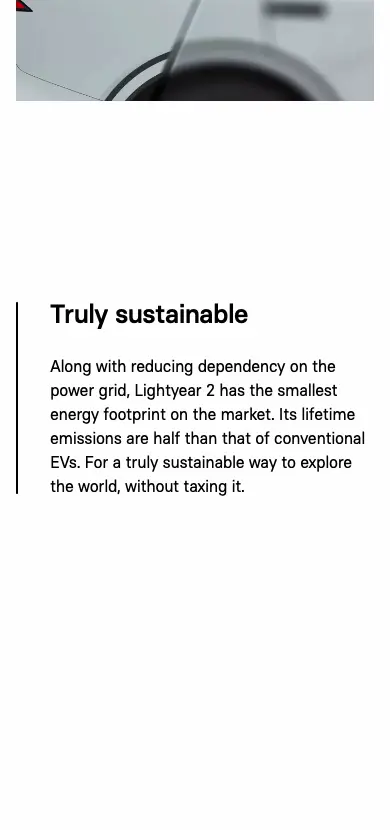 Truly sustainable
Along with reducing dependency on the
power grid, Lightyear 2 has the smallest
energy footprint on the market. Its lifetime
emissions are half than that of conventional
EVs. For a truly sustainable way to explore
the world, without taxing it.